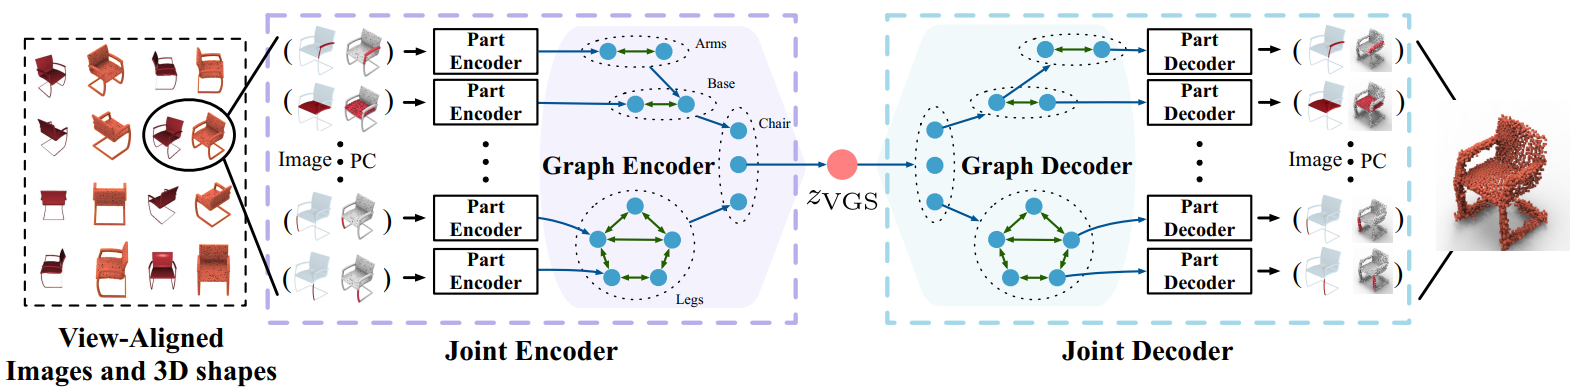 View-Aligned
Images and 3D shapes
( )
( )
Image PC
( )
( )
Part
Encoder
Part
Encoder
Part
Encoder
Part
Encoder
Arms
Base
Chair
Graph Encoder
Legs
Joint Encoder
z_VGS
Graph Decoder
Part
Decoder
Part
Decoder
Part
Decoder
Part
Decoder
( )
( )
Image PC
( )
( )
Joint Decoder